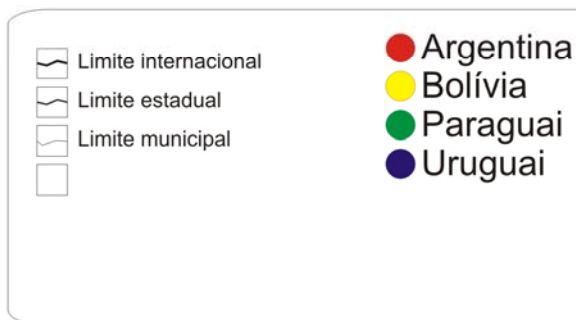 Limite internacional
Limite estadual
Limite municipal
Argentina
Bolívia
Paraguai
Uruguai